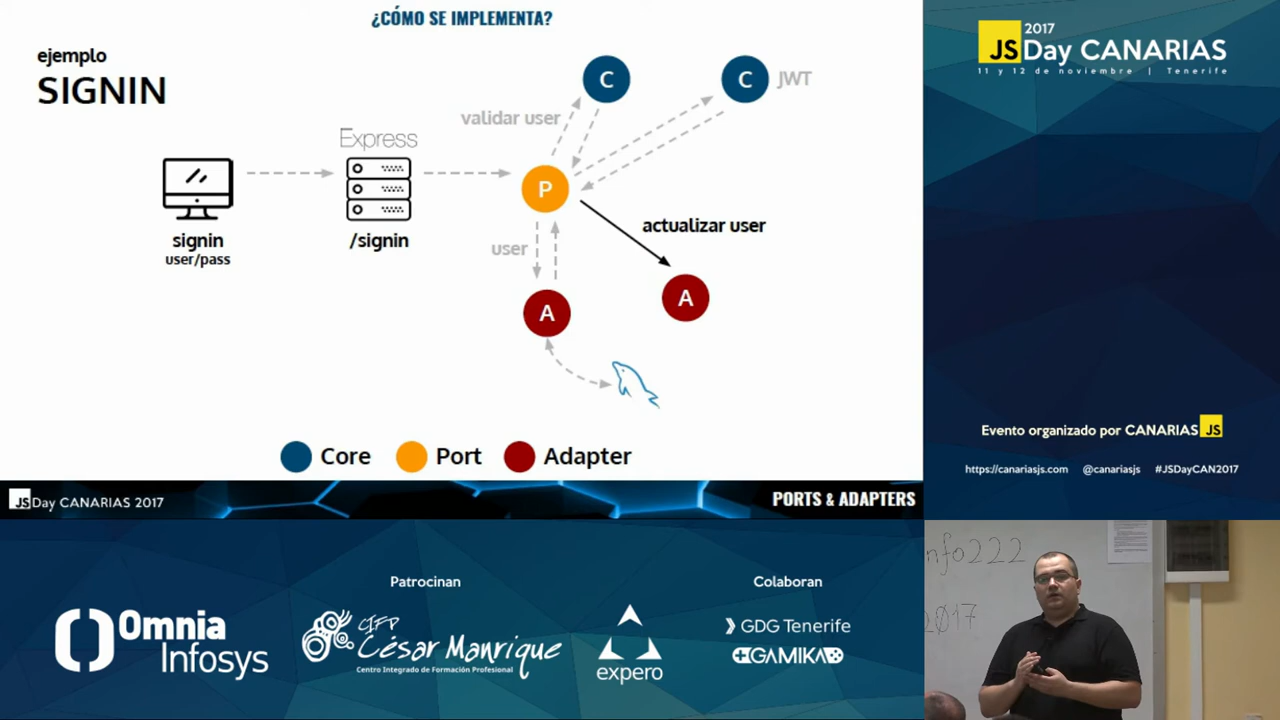 ¿CÓMO SE IMPLEMENTA?
ejemplo
SIGNIN
C
C
JWT
validar user
Express
P
signin
user/pass
/signin
user
actualizar user
A
A
Core
Port
Adapter
JSDay CANARIAS 2017
PORTS & ADAPTERS
2017
JSDay CANARIAS
11 y 12 de noviembre | Tenerife
Evento organizado por CANARIAS JS
https://canariasjs.com @canariasjs #JSDayCAN2017
Patrocinan
Colaboran
Omnia
Infosys
CIFP
César Manrique
Centro Integrado de Formación Profesional
expero
GDG Tenerife
GAMIKA
nfo222
2017